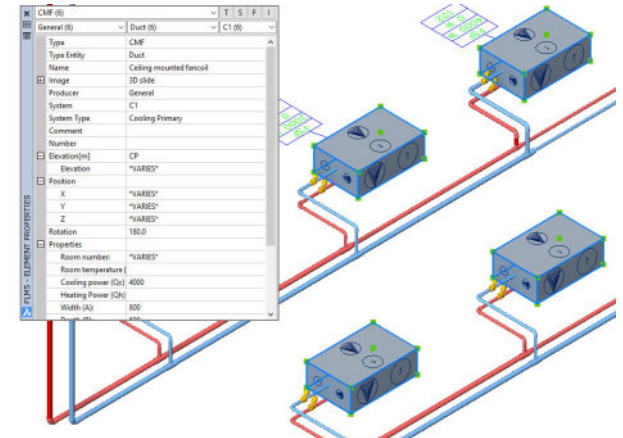 CMF (6) T S F I
General (6) Duct (6) C1 (6)
Type CMF
Type Entity Duct
Name Ceiling mounted fancoil
Image 3D slide
Producer General
System C1
System Type Cooling Primary
Comment
Number
Elevation[m] CP
Elevation *VARIES*
Position
X *VARIES*
Y *VARIES*
Z *VARIES*
Rotation 180.0
Properties
Room number: *VARIES*
Room temperature (
Cooling power (Qc) 4000
Heating Power (Qh)
Width (A): 800
FLMS - ELEMENT PROPERTIES